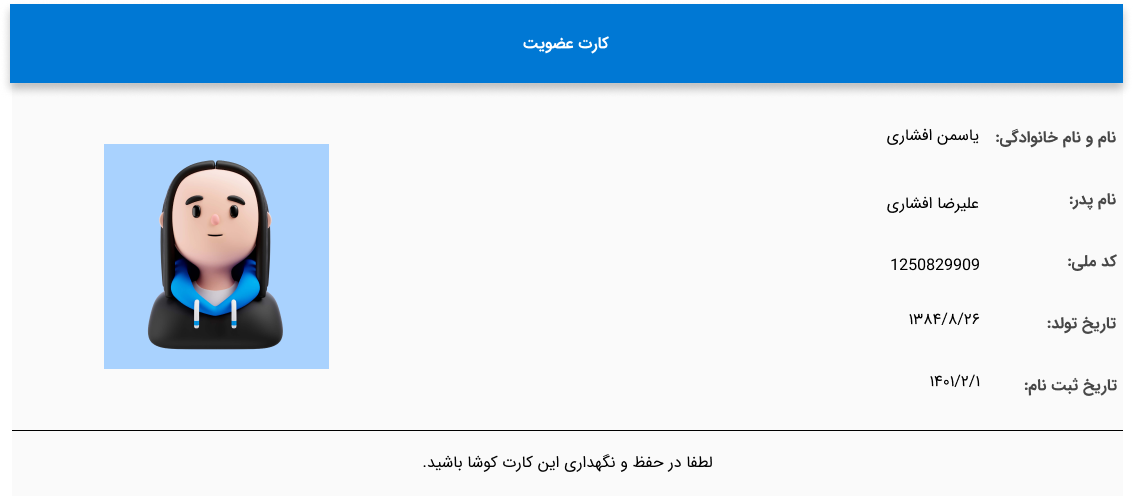 کارت عضویت
نام و نام خانوادگی: یاسمن افشاری
نام پدر: علیرضا افشاری
کد ملی: 1250829909
تاریخ تولد: ۱۳۸۴/۸/۲۶
تاریخ ثبت نام: ۱۴۰۱/۲/۱
لطفا در حفظ و نگهداری این کارت کوشا باشید.